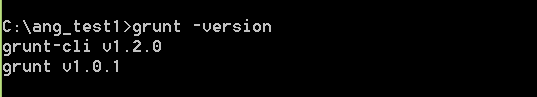 C:\ang_test1>grunt -version
grunt-cli v1.2.0
grunt v1.0.1